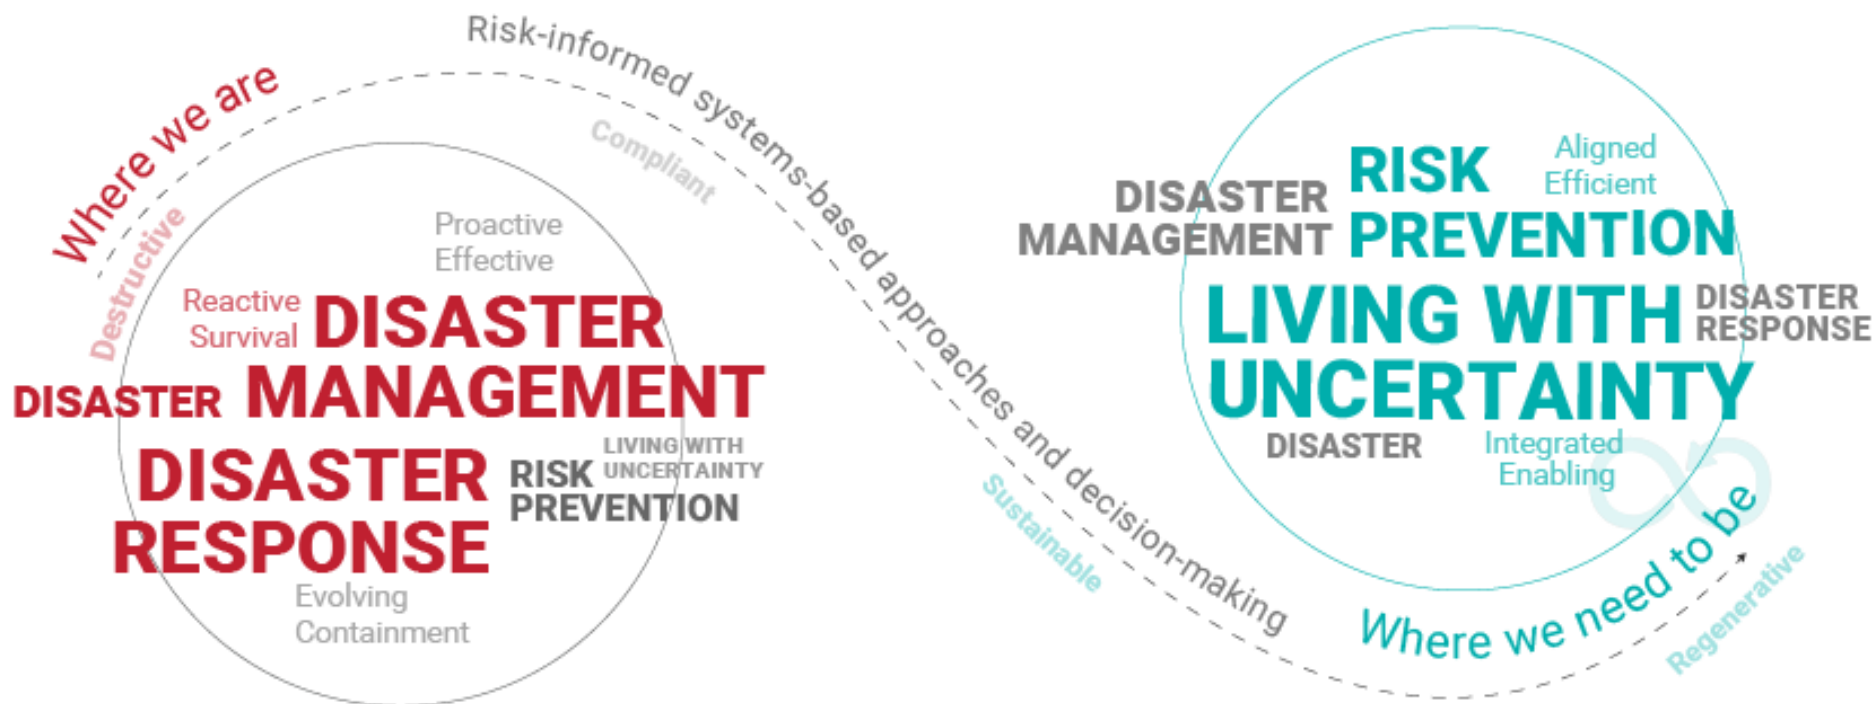 Where we are
Destructive
Risk-informed systems-based approaches and decision-making
Compliant
Proactive
Effective
Reactive
Survival
DISASTER
MANAGEMENT
DISASTER
DISASTER
RESPONSE
LIVING WITH
UNCERTAINTY
RISK
PREVENTION
Evolving
Containment
Sustainable
Aligned
Efficient
RISK
PREVENTION
DISASTER
MANAGEMENT
LIVING WITH
UNCERTAINTY
DISASTER
RESPONSE
DISASTER
Integrated
Enabling
Where we need to be
Regenerative